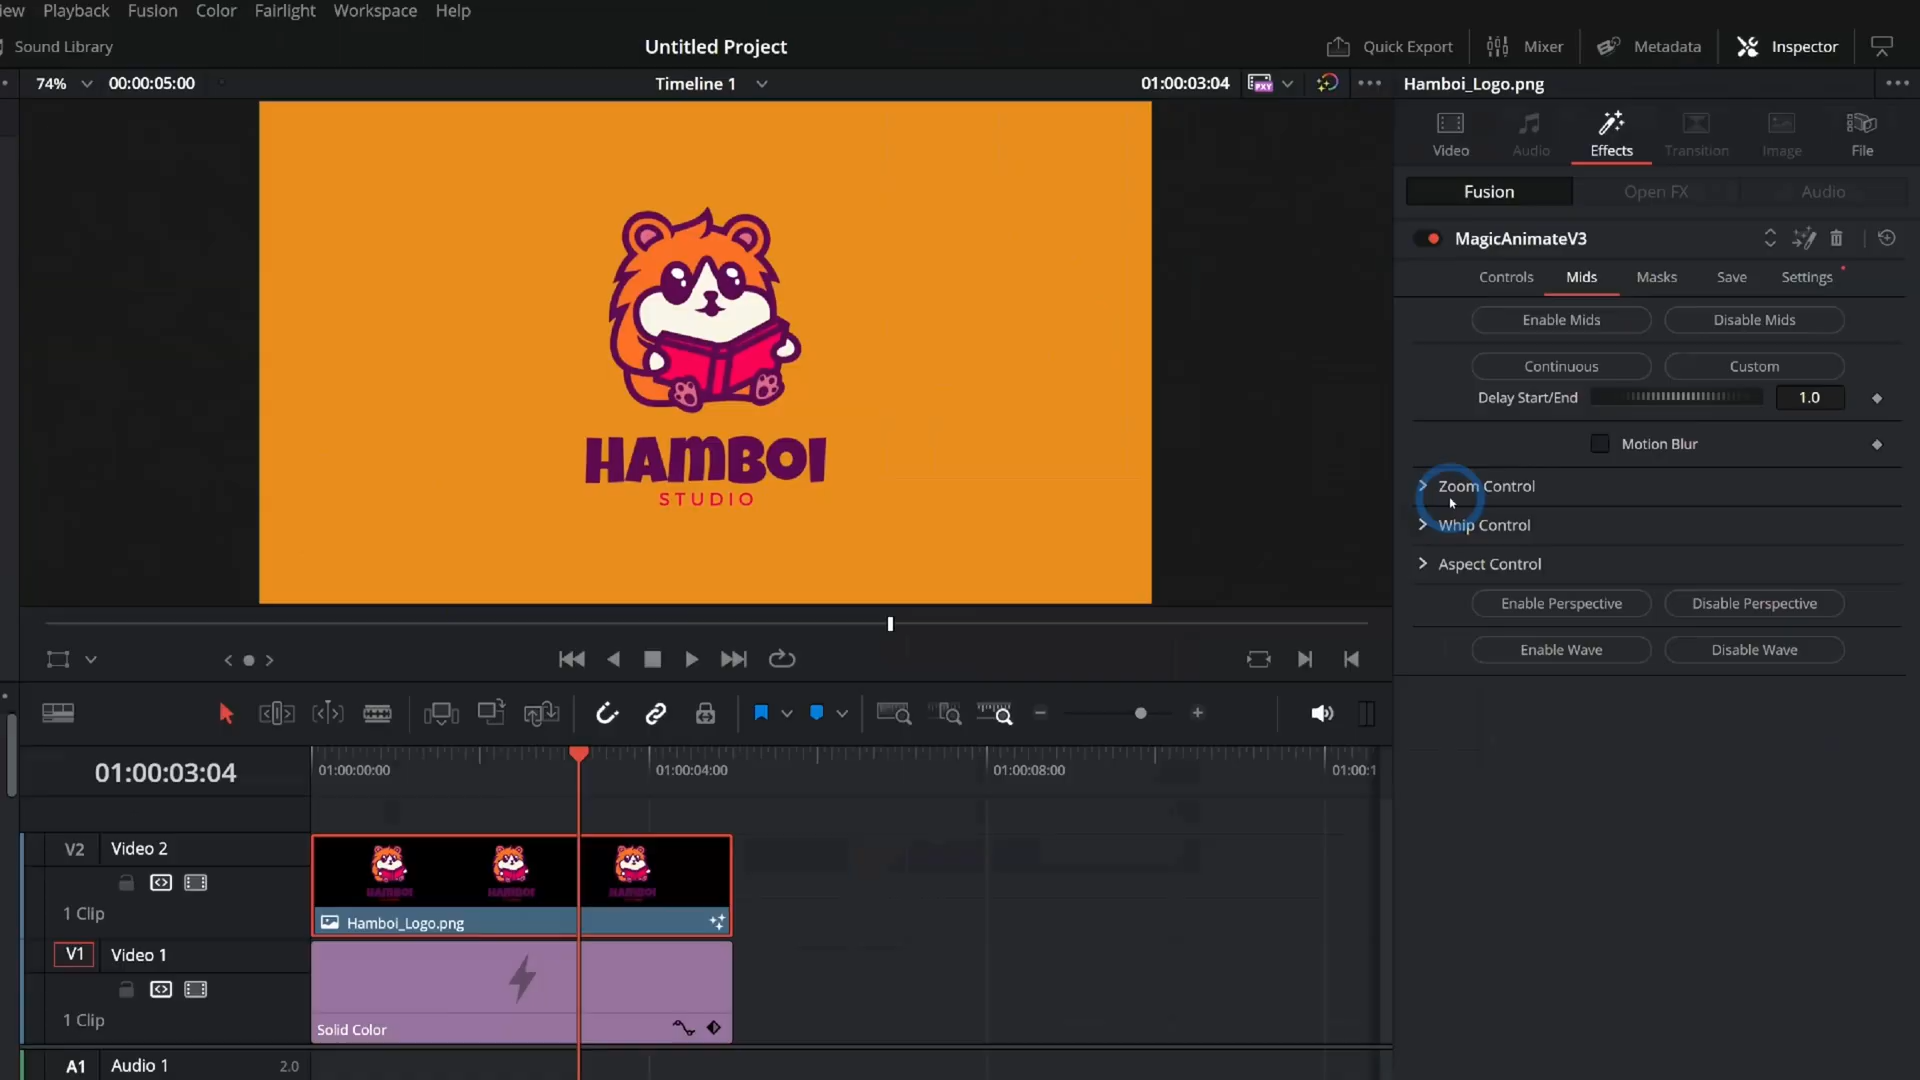 Playback Fusion Color Fairlight Workspace Help
Sound Library
Untitled Project
Quick Export
Mixer
Metadata
Inspector
74%
00:00:05:00
Timeline 1
01:00:03:04
PXY
Hamboi_Logo.png
Video
Audio
Effects
Transition
Image
File
Fusion
Open FX
Audio
MagicAnimateV3
Controls
Mids
Masks
Save
Settings
Enable Mids
Disable Mids
Continuous
Custom
Delay Start/End
1.0
Motion Blur
Zoom Control
Whip Control
Aspect Control
Enable Perspective
Disable Perspective
Enable Wave
Disable Wave
HAMBOI
STUDIO
01:00:03:04
01:00:00:00
01:00:04:00
01:00:08:00
V2
Video 2
1 Clip
Hamboi_Logo.png
V1
Video 1
1 Clip
Solid Color
A1
Audio 1
2.0